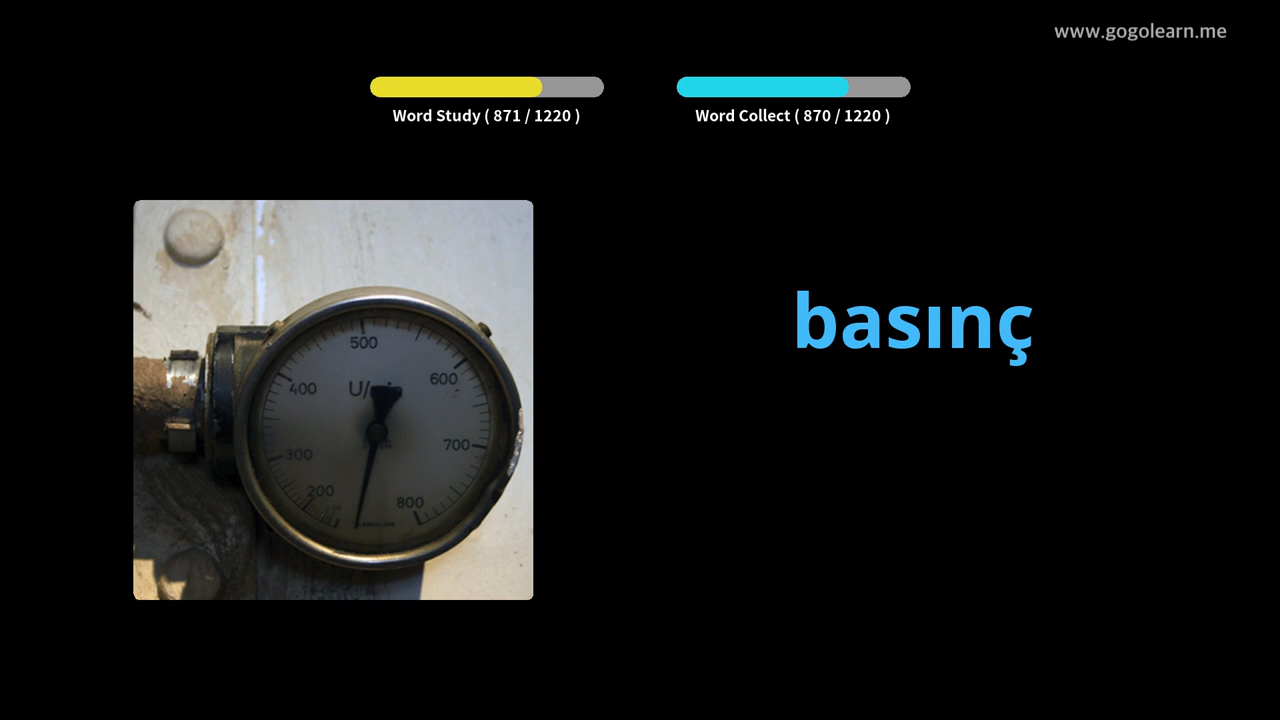 www.gogolearn.me
Word Study ( 871 / 1220 )
Word Collect ( 870 / 1220 )
basınç
500
400
600
U/min
300
700
200
800